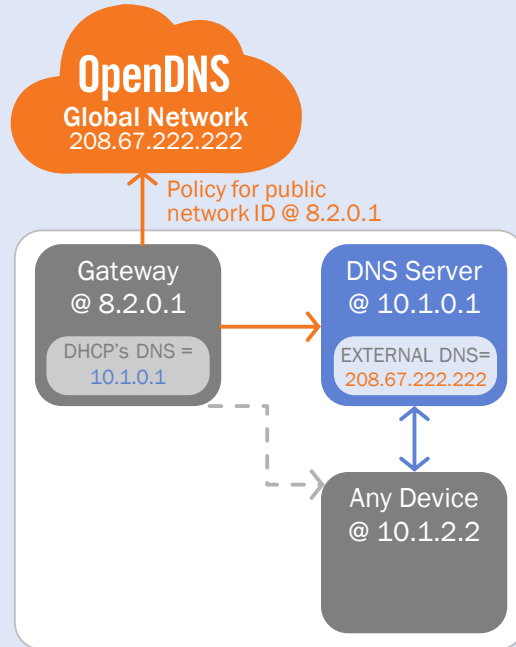 OpenDNS
Global Network
208.67.222.222
Policy for public
network ID @ 8.2.0.1
Gateway
@ 8.2.0.1
DHCP's DNS =
10.1.0.1
DNS Server
@ 10.1.0.1
EXTERNAL DNS=
208.67.222.222
Any Device
@ 10.1.2.2